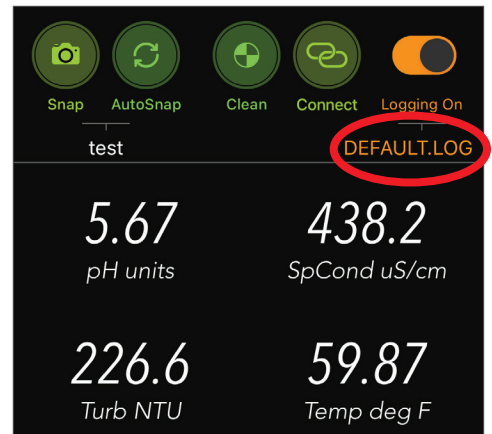 Snap AutoSnap Clean Connect Logging On
test DEFAULT.LOG
5.67 438.2
pH units SpCond uS/cm
226.6 59.87
Turb NTU Temp deg F